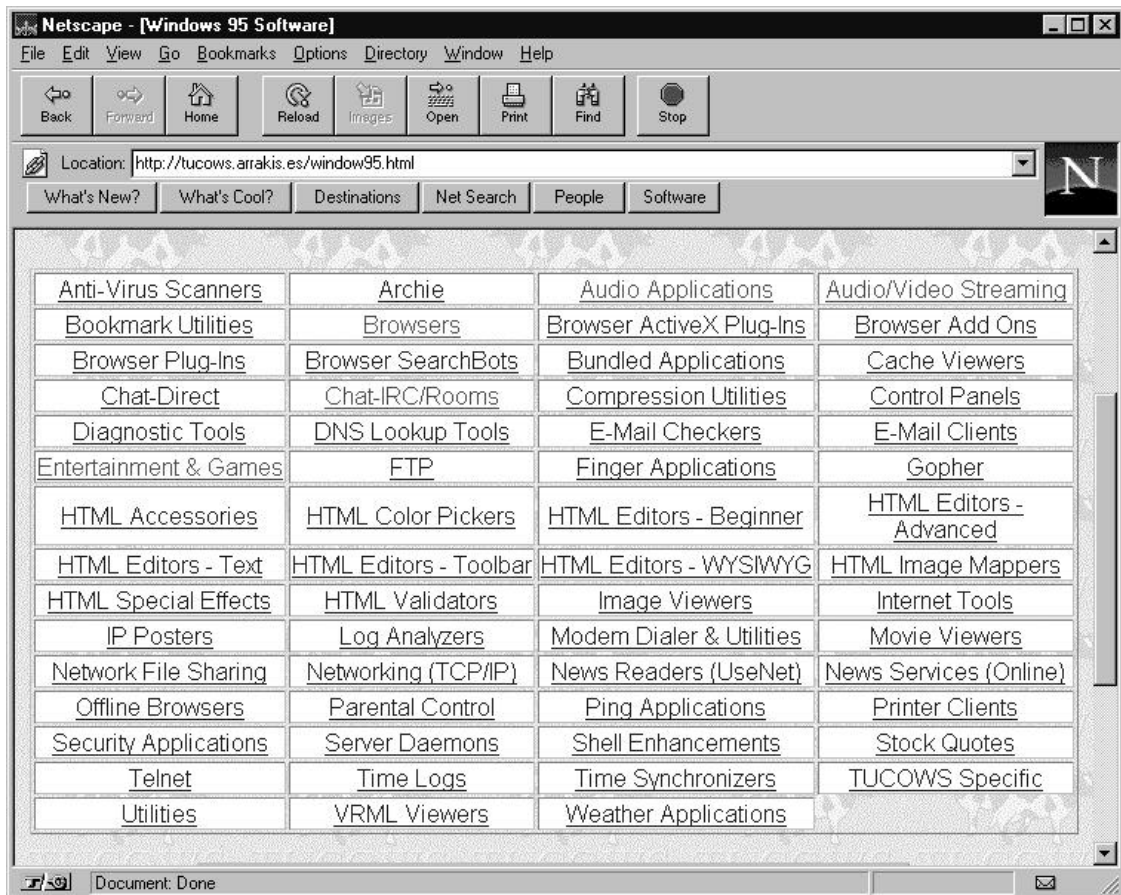 Netscape - [Windows 95 Software]
File Edit View Go Bookmarks Options Directory Window Help
Back Forward Home Reload Images Open Print Find Stop
Location: http://tucows.arrakis.es/window95.html
N
What's New? What's Cool? Destinations Net Search People Software
Anti-Virus Scanners Archie Audio Applications Audio/Video Streaming
Bookmark Utilities Browsers Browser ActiveX Plug-Ins Browser Add Ons
Browser Plug-Ins Browser SearchBots Bundled Applications Cache Viewers
Chat-Direct Chat-IRC/Rooms Compression Utilities Control Panels
Diagnostic Tools DNS Lookup Tools E-Mail Checkers E-Mail Clients
Entertainment & Games FTP Finger Applications Gopher
HTML Accessories HTML Color Pickers HTML Editors - Beginner HTML Editors -
Advanced
HTML Editors - Text HTML Editors - Toolbar HTML Editors - WYSIWYG HTML Image Mappers
HTML Special Effects HTML Validators Image Viewers Internet Tools
IP Posters Log Analyzers Modem Dialer & Utilities Movie Viewers
Network File Sharing Networking (TCP/IP) News Readers (UseNet) News Services (Online)
Offline Browsers Parental Control Ping Applications Printer Clients
Security Applications Server Daemons Shell Enhancements Stock Quotes
Telnet Time Logs Time Synchronizers TUCOWS Specific
Utilities VRML Viewers Weather Applications
Document: Done